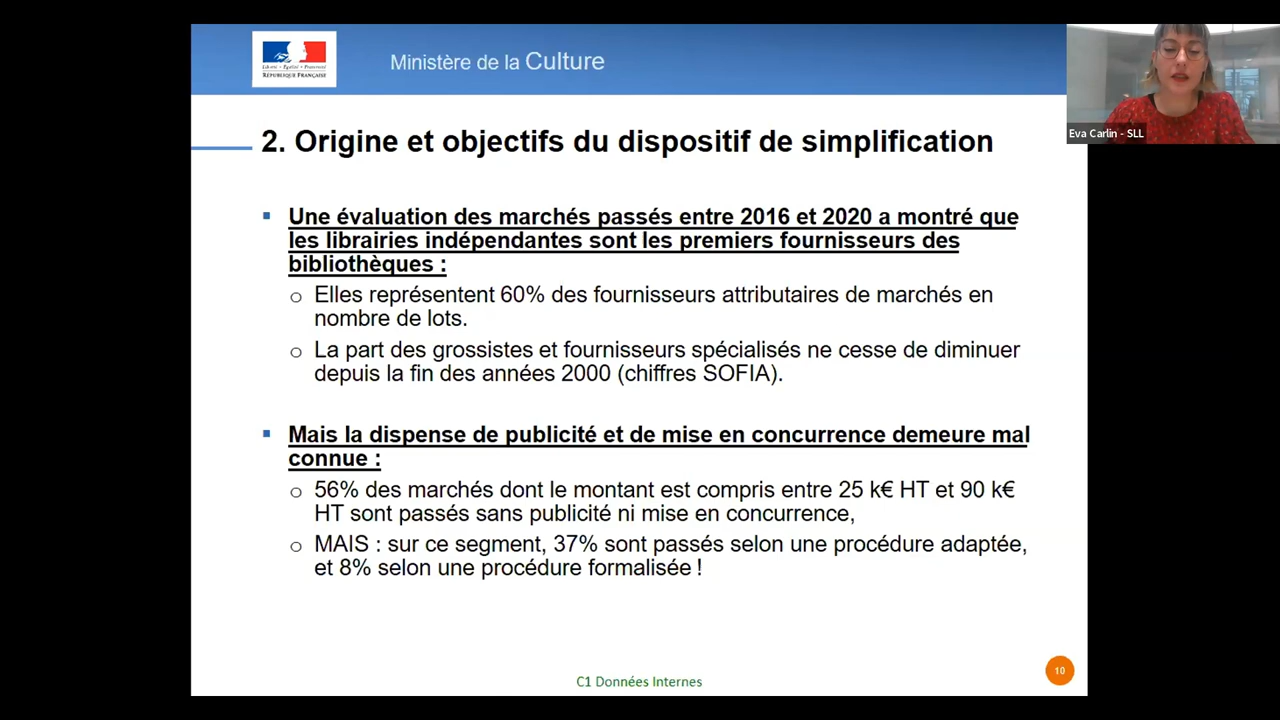 Liberté • Égalité • Fraternité
RÉPUBLIQUE FRANÇAISE
Ministère de la Culture
Eva Carlin - SLL
2. Origine et objectifs du dispositif de simplification
Une évaluation des marchés passés entre 2016 et 2020 a montré que
les librairies indépendantes sont les premiers fournisseurs des
bibliothèques :
o Elles représentent 60% des fournisseurs attributaires de marchés en
nombre de lots.
o La part des grossistes et fournisseurs spécialisés ne cesse de diminuer
depuis la fin des années 2000 (chiffres SOFIA).
Mais la dispense de publicité et de mise en concurrence demeure mal
connue :
o 56% des marchés dont le montant est compris entre 25 k€ HT et 90 k€
HT sont passés sans publicité ni mise en concurrence,
o MAIS : sur ce segment, 37% sont passés selon une procédure adaptée,
et 8% selon une procédure formalisée !
C1 Données Internes
10